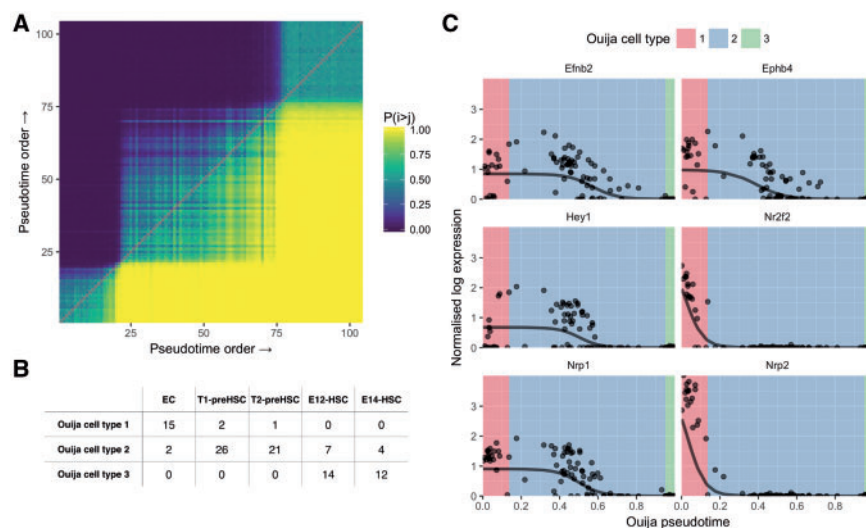 A
Pseudotime order →
100
75
50
25
25
50
75
100
Pseudotime order →
P(i>j)
1.00
0.75
0.50
0.25
0.00
B
EC T1-preHSC T2-preHSC E12-HSC E14-HSC
Ouija cell type 1 15 2 1 0 0
Ouija cell type 2 2 26 21 7 4
Ouija cell type 3 0 0 0 14 12
C
Ouija cell type 1 2 3
Normalised log expression
Efnb2 Ephb4
3
2
1
0
Hey1 Nr2f2
3
2
1
0
Nrp1 Nrp2
3
2
1
0
0.0 0.2 0.4 0.6 0.8 0.0 0.2 0.4 0.6 0.8
Ouija pseudotime